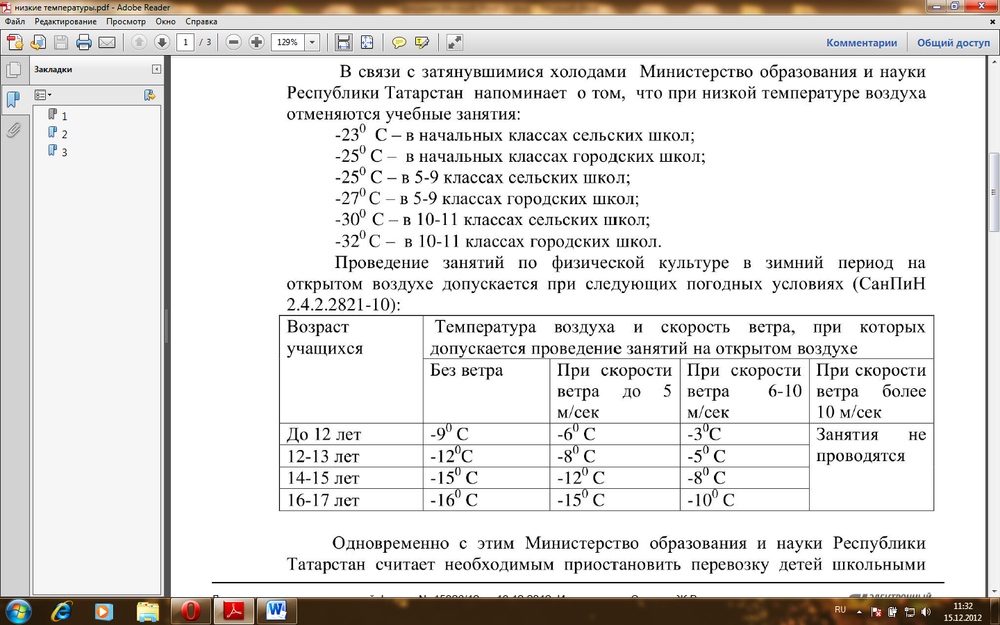 низкие температуры.pdf - Adobe Reader
Файл Редактирование Просмотр Окно Справка
1 / 3 129% Комментарии Общий доступ
Закладки
1
2
3
В связи с затянувшимися холодами Министерство образования и науки
Республики Татарстан напоминает о том, что при низкой температуре воздуха
отменяются учебные занятия:
-23⁰ С – в начальных классах сельских школ;
-25⁰ С – в начальных классах городских школ;
-25⁰ С – в 5-9 классах сельских школ;
-27⁰ С – в 5-9 классах городских школ;
-30⁰ С – в 10-11 классах сельских школ;
-32⁰ С – в 10-11 классах городских школ.
Проведение занятий по физической культуре в зимний период на
открытом воздухе допускается при следующих погодных условиях (СанПиН
2.4.2.2821-10):
Возраст
учащихся
Температура воздуха и скорость ветра, при которых
допускается проведение занятий на открытом воздухе
Без ветра
При скорости
ветра до 5
м/сек
При скорости
ветра 6-10
м/сек
При скорости
ветра более
10 м/сек
До 12 лет -9⁰ С -6⁰ С -3⁰С
Занятия не
проводятся
12-13 лет -12⁰С -8⁰ С -5⁰ С
14-15 лет -15⁰ С -12⁰ С -8⁰ С
16-17 лет -16⁰ С -15⁰ С -10⁰ С
Одновременно с этим Министерство образования и науки Республики
Татарстан считает необходимым приостановить перевозку детей школьными
RU
11:32
15.12.2012